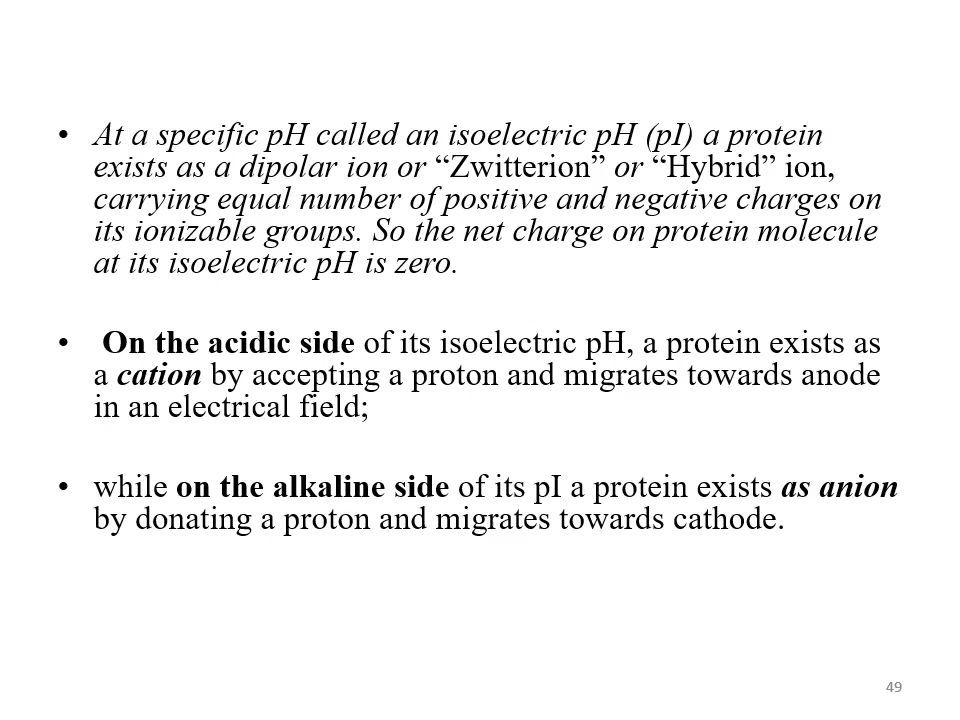 • At a specific pH called an isoelectric pH (pI) a protein
exists as a dipolar ion or “Zwitterion” or “Hybrid” ion,
carrying equal number of positive and negative charges on
its ionizable groups. So the net charge on protein molecule
at its isoelectric pH is zero.
• On the acidic side of its isoelectric pH, a protein exists as
a cation by accepting a proton and migrates towards anode
in an electrical field;
• while on the alkaline side of its pI a protein exists as anion
by donating a proton and migrates towards cathode.
49